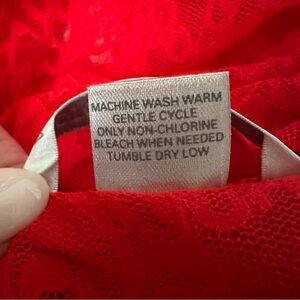 MACHINE WASH WARM
GENTLE CYCLE
ONLY NON-CHLORINE
BLEACH WHEN NEEDED
TUMBLE DRY LOW